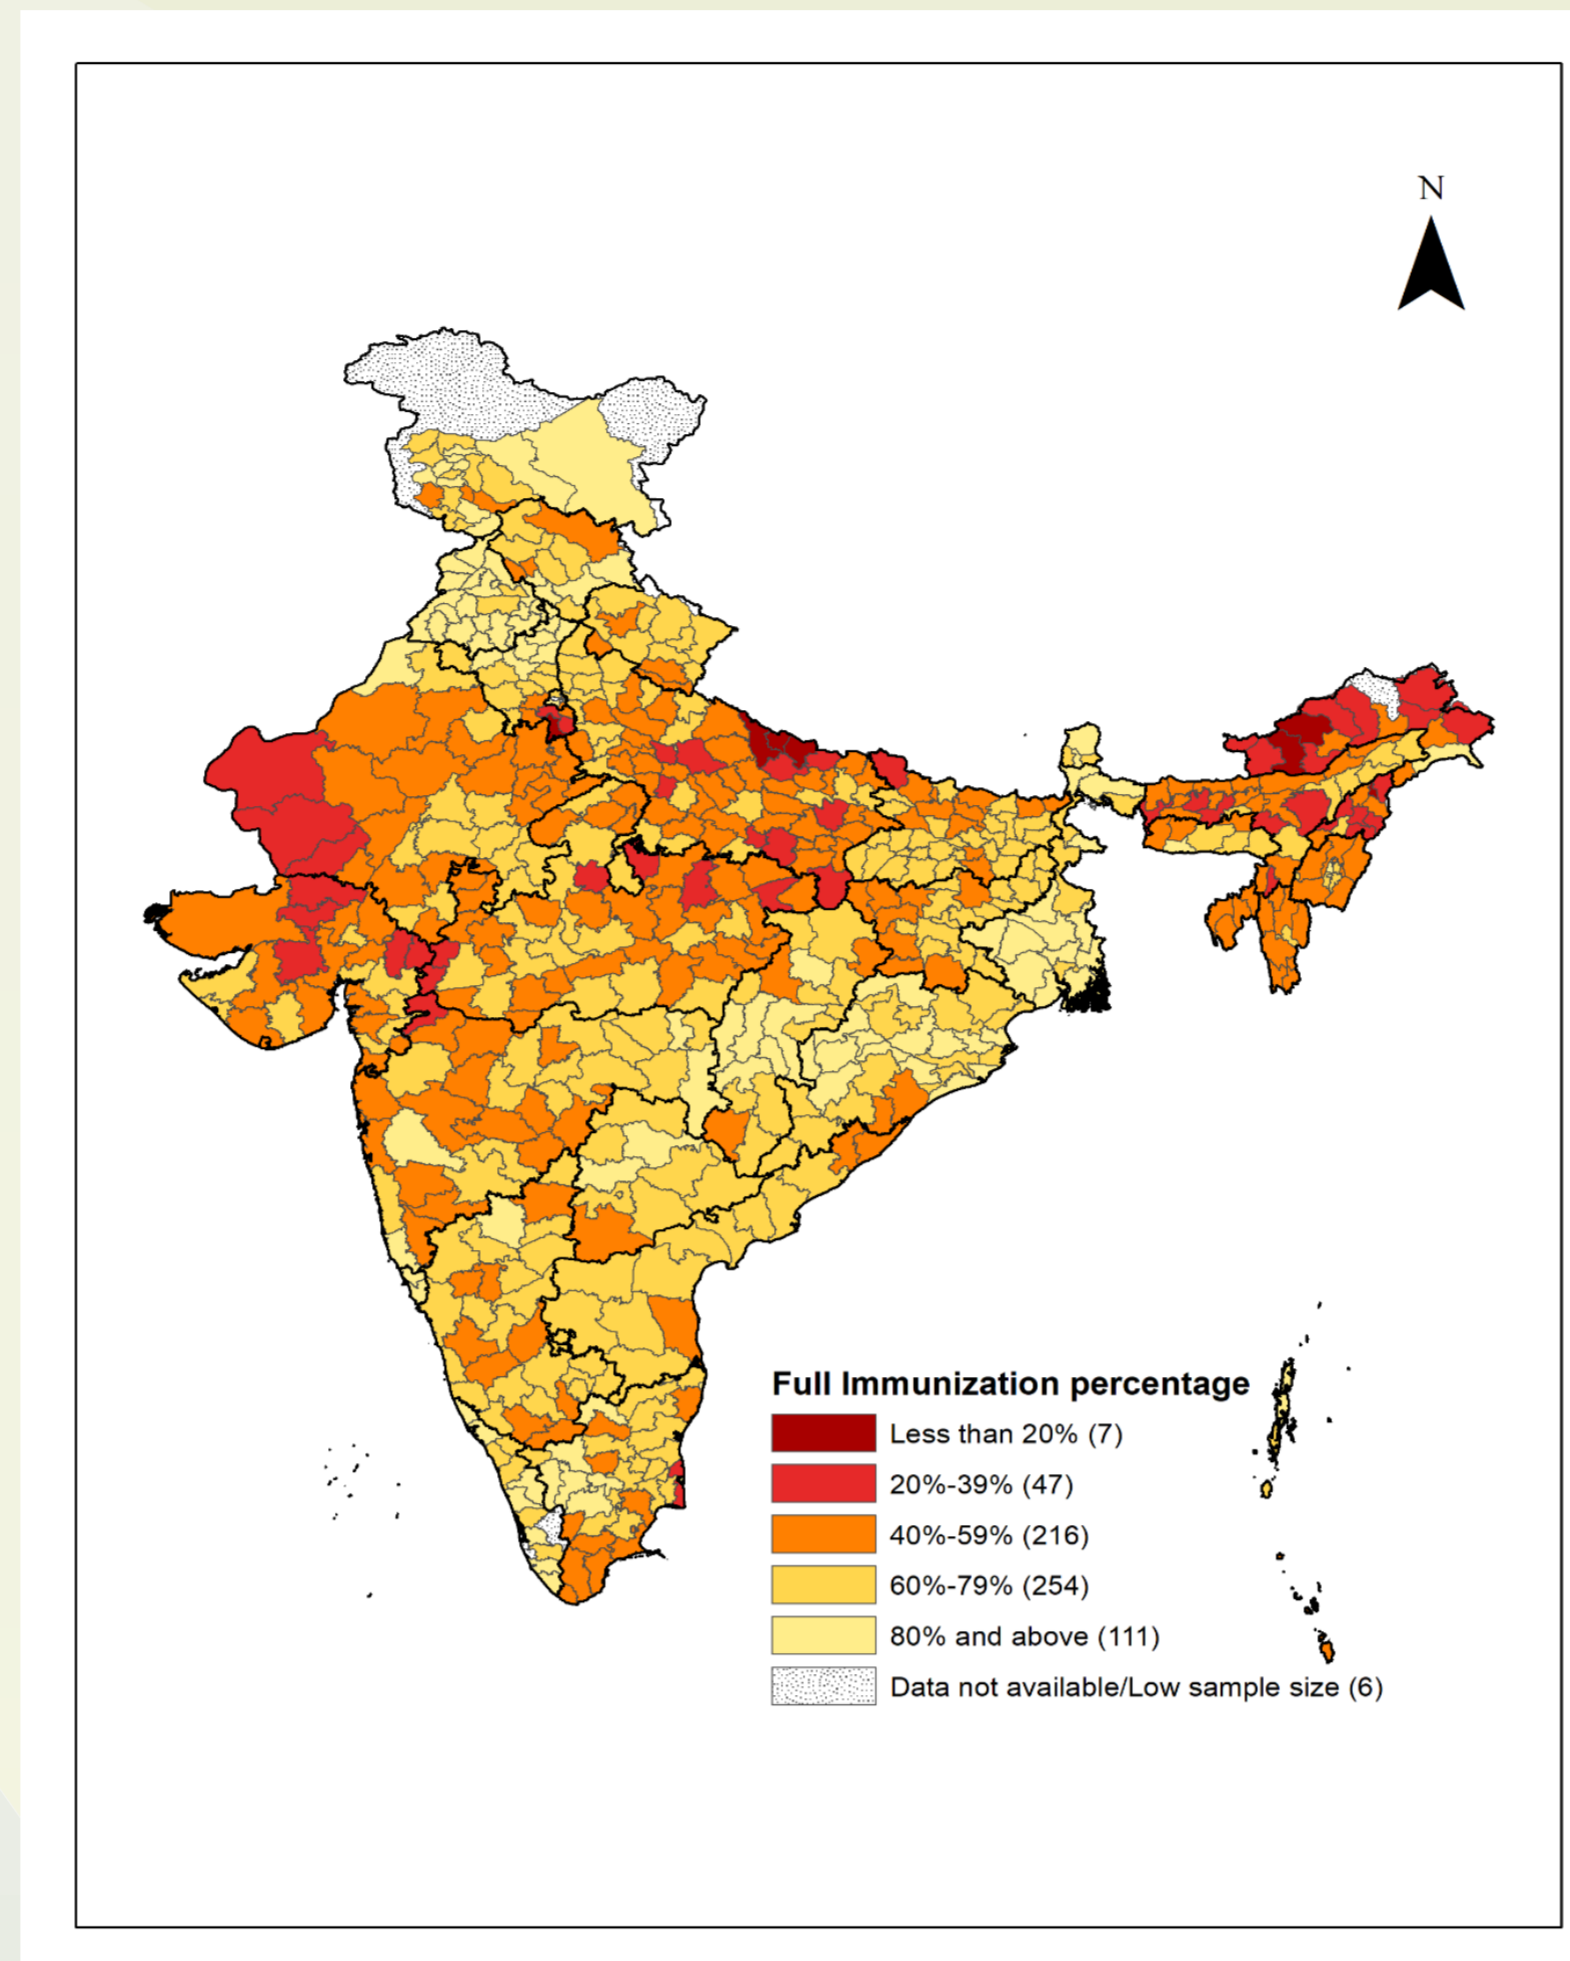 N
Full Immunization percentage
Less than 20% (7)
20%-39% (47)
40%-59% (216)
60%-79% (254)
80% and above (111)
Data not available/Low sample size (6)